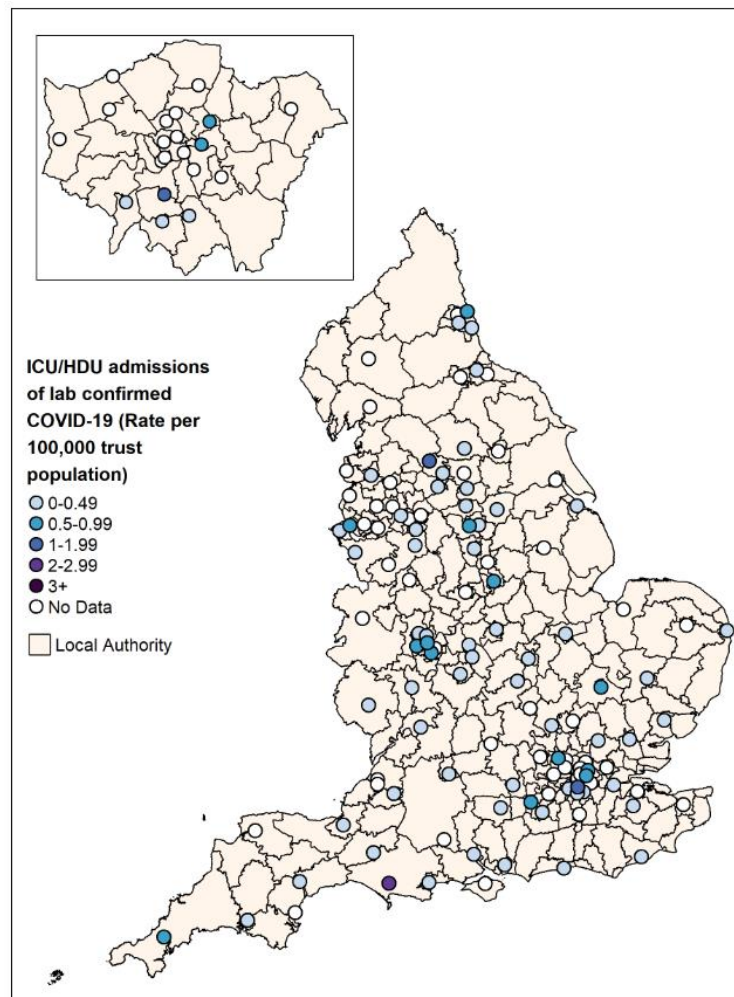 ICU/HDU admissions
of lab confirmed
COVID-19 (Rate per
100,000 trust
population)
0-0.49
0.5-0.99
1-1.99
2-2.99
3+
No Data
Local Authority